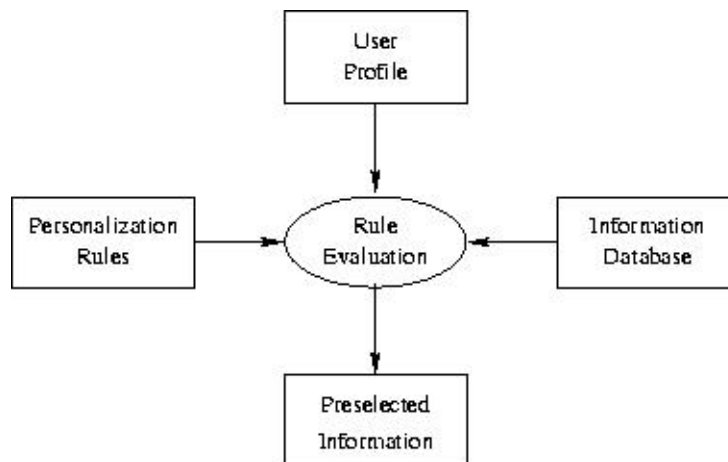 User
Profile
Personalization
Rules
Rule
Evaluation
Information
Database
Preselected
Information